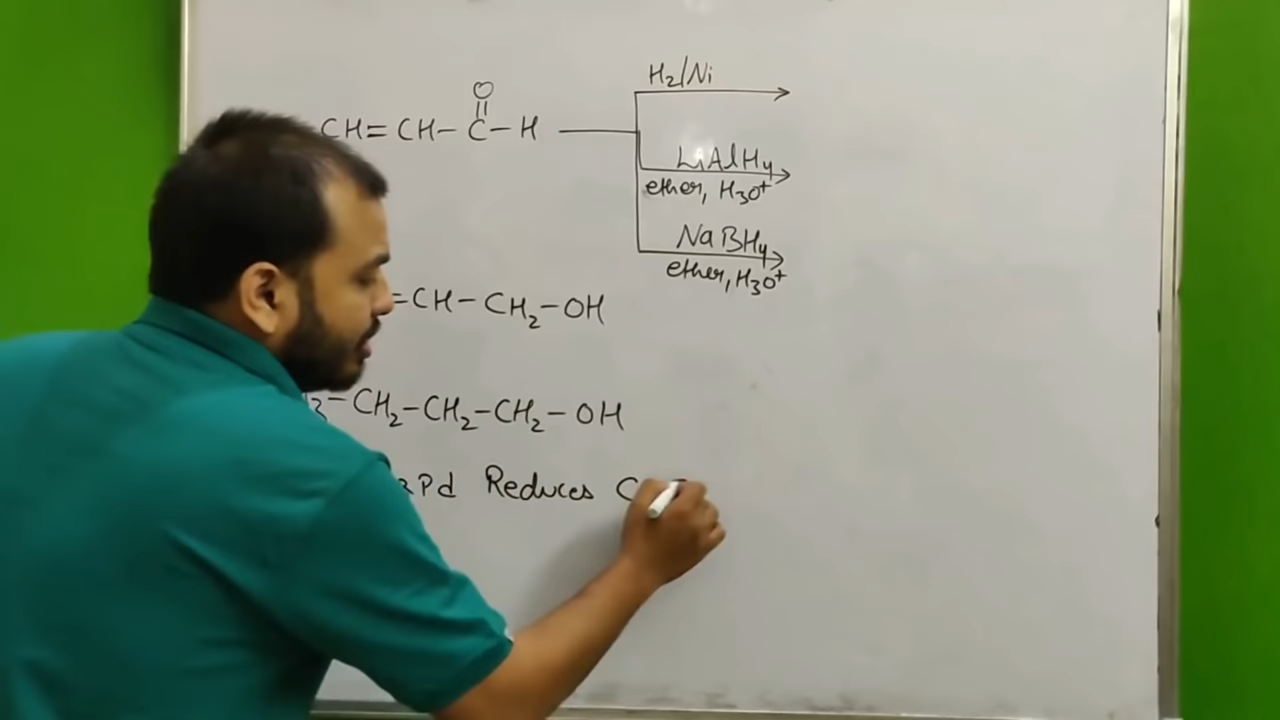 H₂/Ni
O
CH=CH-C-H
LiAlH₄
ether, H₃O⁺
NaBH₄
ether, H₃O⁺
=CH-CH₂-OH
-CH₂-CH₂-CH₂-OH
Pd Reduces C